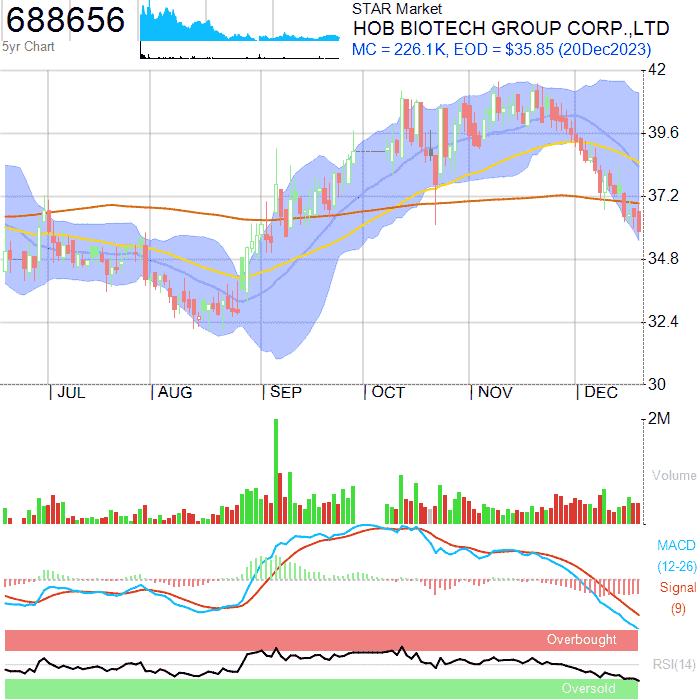 688656
5yr Chart
STAR Market
HOB BIOTECH GROUP CORP.,LTD
MC = 226.1K, EOD = $35.85 (20Dec2023)
42
39.6
37.2
34.8
32.4
30
JUL
AUG
SEP
OCT
NOV
DEC
2M
Volume
MACD
(12-26)
Signal
(9)
Overbought
RSI(14)
Oversold